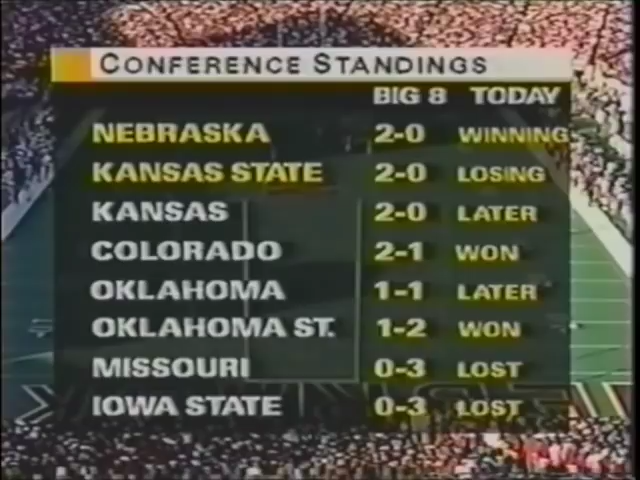 CONFERENCE STANDINGS
BIG 8 TODAY
NEBRASKA 2-0 WINNING
KANSAS STATE 2-0 LOSING
KANSAS 2-0 LATER
COLORADO 2-1 WON
OKLAHOMA 1-1 LATER
OKLAHOMA ST. 1-2 WON
MISSOURI 0-3 LOST
IOWA STATE 0-3 LOST